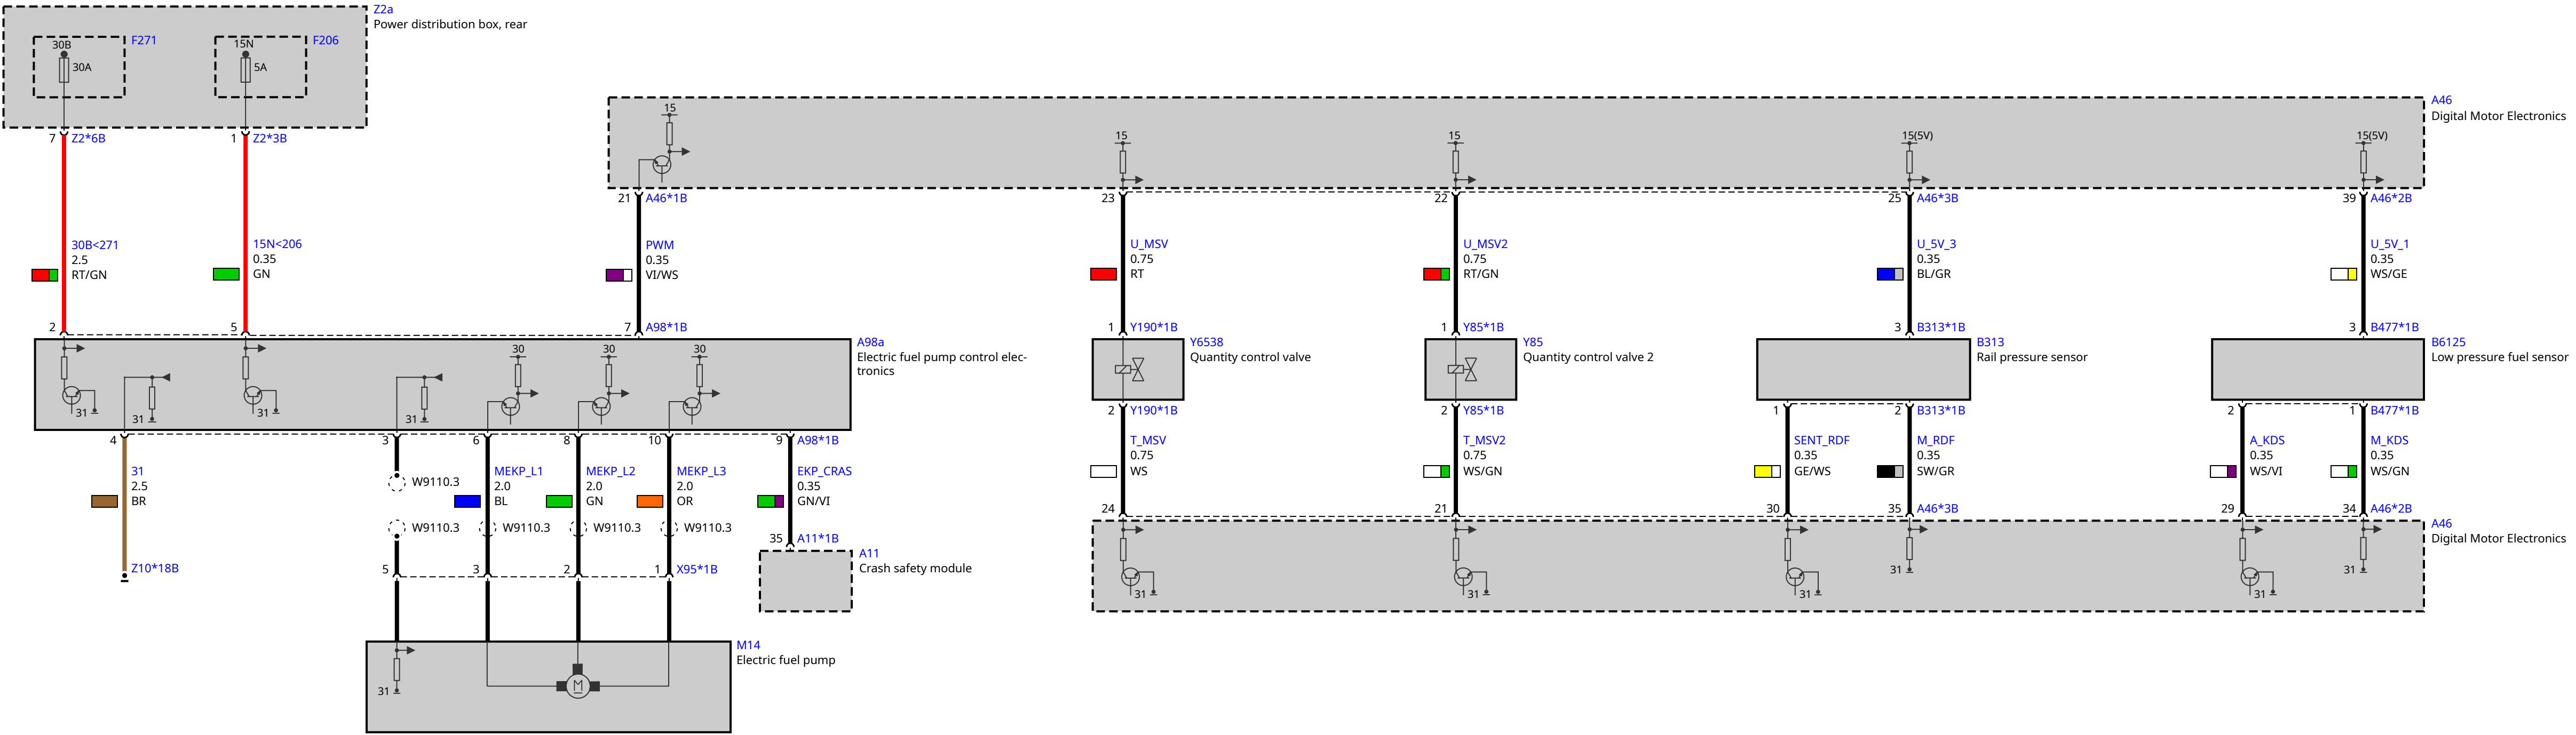 Z2a
Power distribution box, rear
30B
F271
15N
F206
30A
5A
7
Z2*6B
1
Z2*3B
A46
Digital Motor Electronics
15
15
15
15(5V)
15(5V)
21
A46*1B
23
22
25
A46*3B
39
A46*2B
30B<271
2.5
RT/GN
15N<206
0.35
GN
PWM
0.35
VI/WS
U_MSV
0.75
RT
U_MSV2
0.75
RT/GN
U_5V_3
0.35
BL/GR
U_5V_1
0.35
WS/GE
2
5
7
A98*1B
1
Y190*1B
1
Y85*1B
3
B313*1B
3
B477*1B
A98a
Electric fuel pump control elec-
tronics
Y6538
Quantity control valve
Y85
Quantity control valve 2
B313
Rail pressure sensor
B6125
Low pressure fuel sensor
30
30
30
31
31
31
31
4
3
6
8
10
9
A98*1B
2
Y190*1B
2
Y85*1B
1
2
B313*1B
2
1
B477*1B
31
2.5
BR
W9110.3
MEKP_L1
2.0
BL
MEKP_L2
2.0
GN
MEKP_L3
2.0
OR
EKP_CRAS
0.35
GN/VI
T_MSV
0.75
WS
T_MSV2
0.75
WS/GN
SENT_RDF
0.35
GE/WS
M_RDF
0.35
SW/GR
A_KDS
0.35
WS/VI
M_KDS
0.35
WS/GN
W9110.3
W9110.3
W9110.3
W9110.3
24
21
30
35
A46*3B
29
34
A46*2B
35
A11*1B
A11
Crash safety module
A46
Digital Motor Electronics
Z10*18B
5
3
2
1
X95*1B
31
31
31
31
31
31
M14
Electric fuel pump
31
M